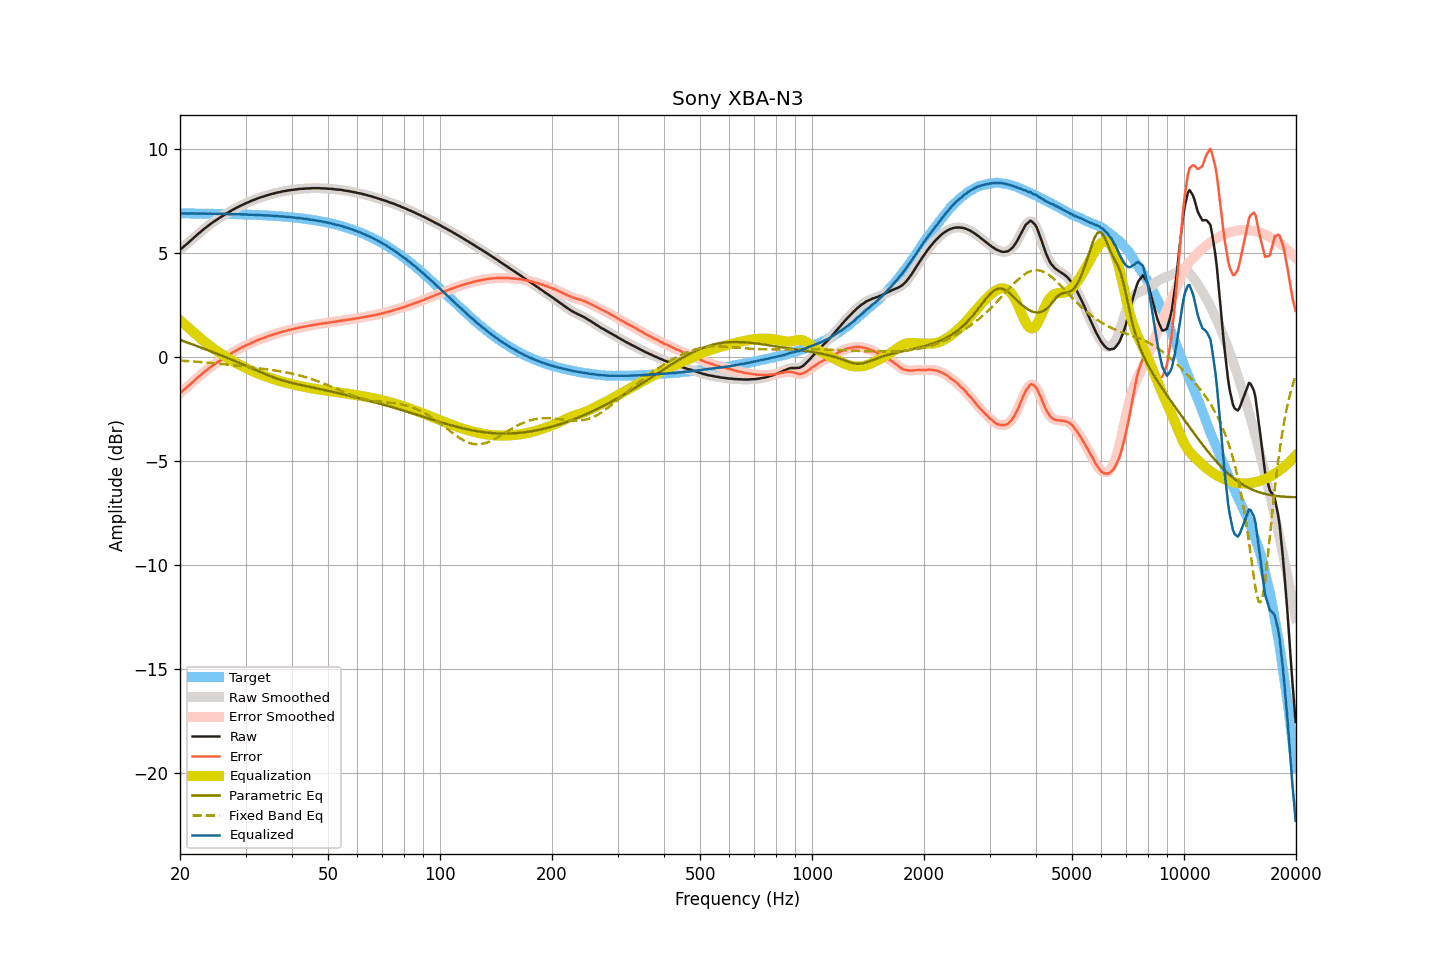 Sony XBA-N3
10
5
0
−5
−10
−15
−20
Amplitude (dBr)
Target
Raw Smoothed
Error Smoothed
Raw
Error
Equalization
Parametric Eq
Fixed Band Eq
Equalized
20 50 100 200 500 1000 2000 5000 10000 20000
Frequency (Hz)